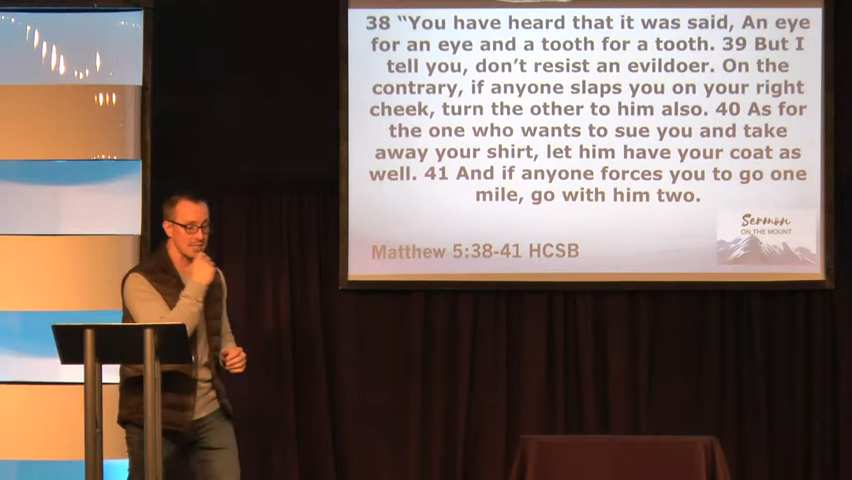 38 “You have heard that it was said, An eye
for an eye and a tooth for a tooth. 39 But I
tell you, don’t resist an evildoer. On the
contrary, if anyone slaps you on your right
cheek, turn the other to him also. 40 As for
the one who wants to sue you and take
away your shirt, let him have your coat as
well. 41 And if anyone forces you to go one
mile, go with him two.
Sermon
ON THE MOUNT
Matthew 5:38-41 HCSB